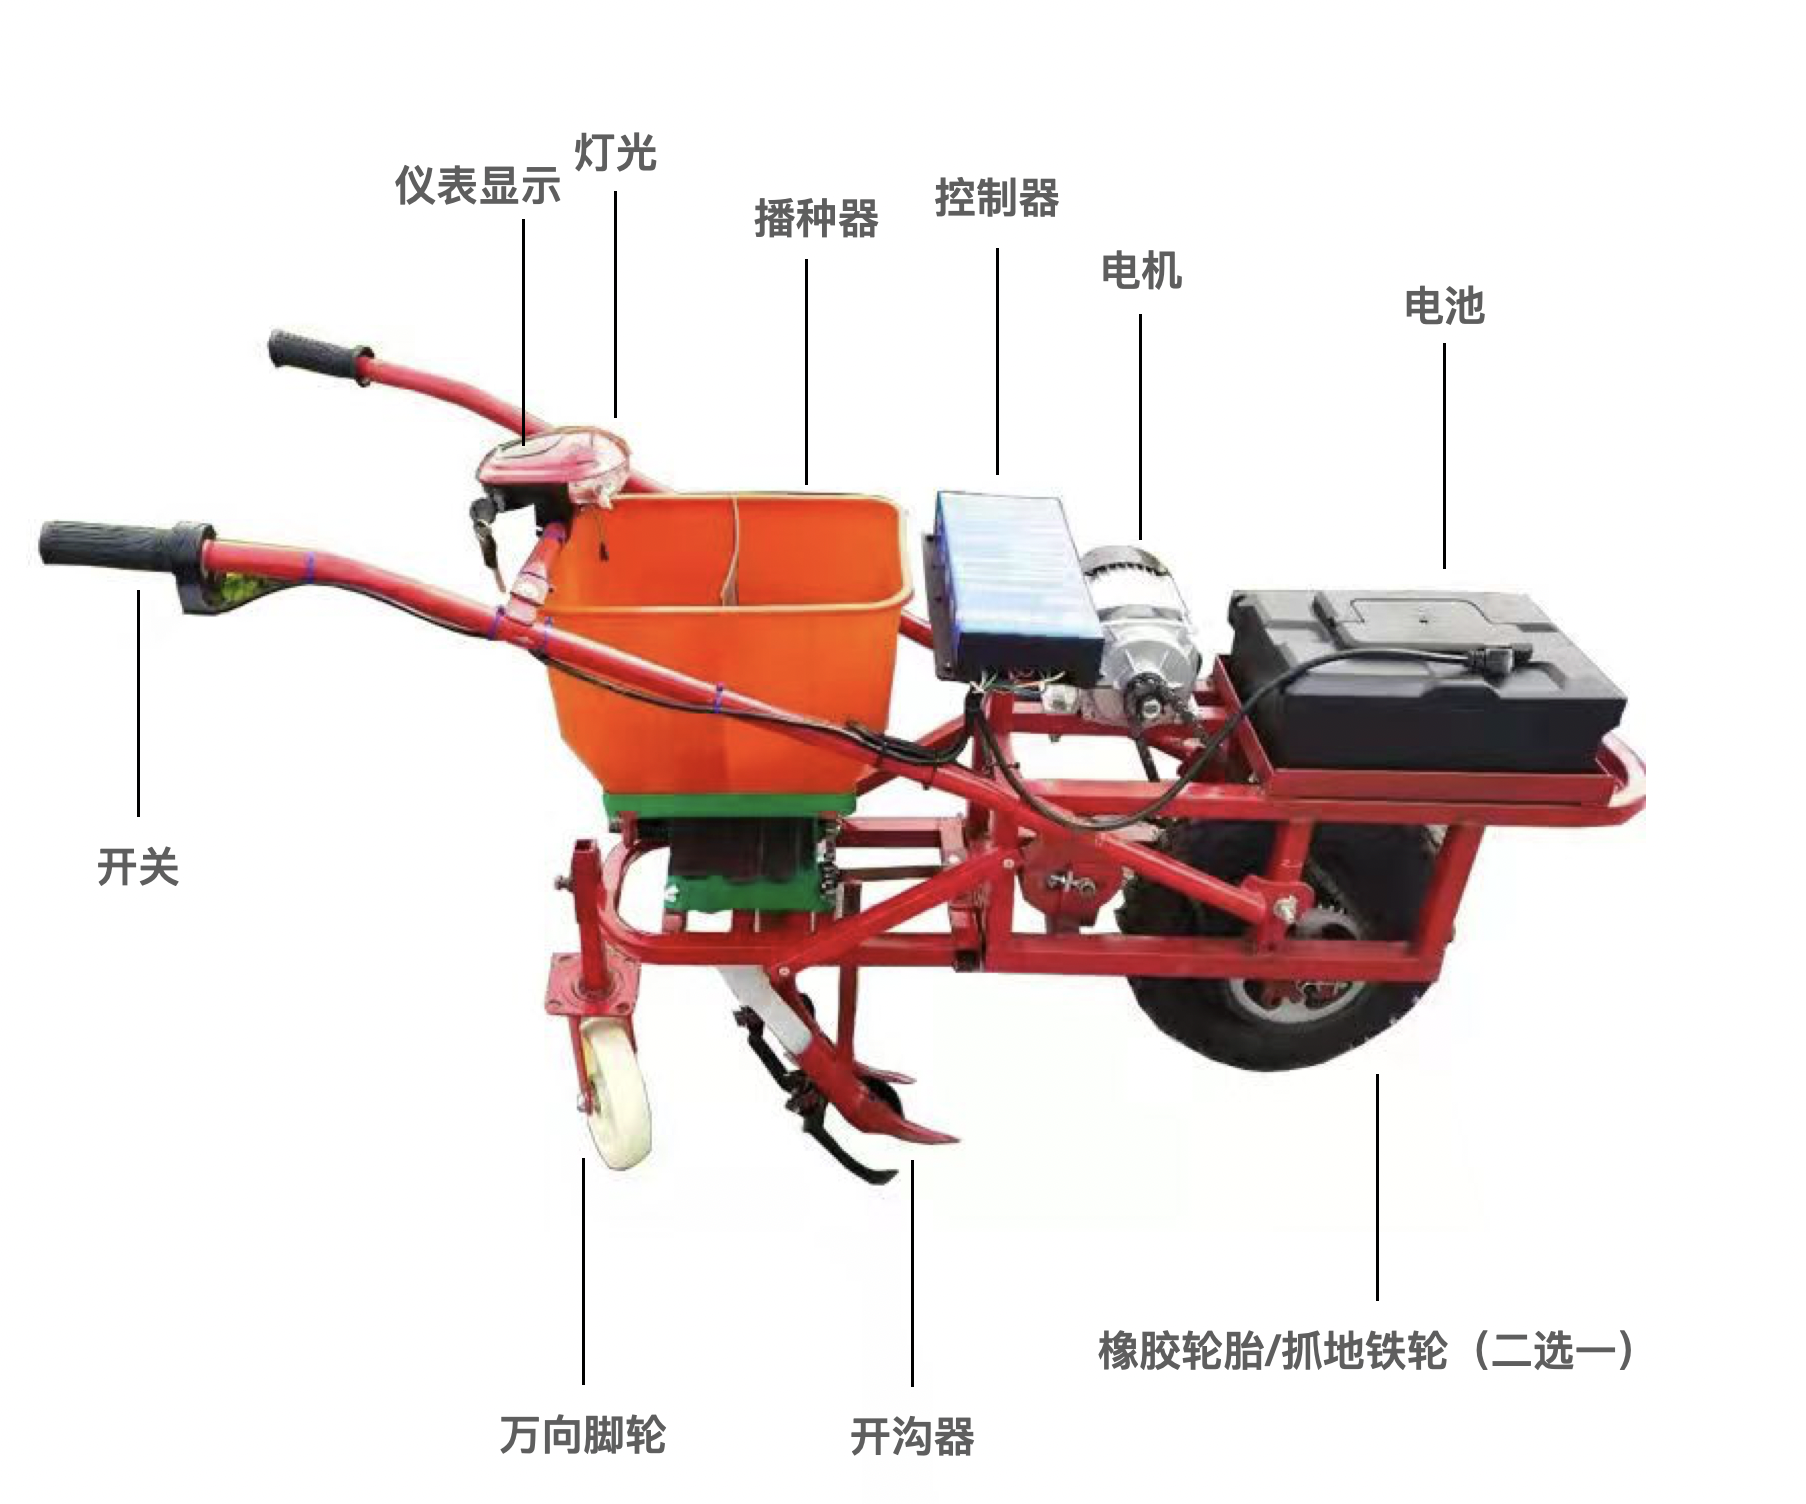 灯光
仪表显示
控制器
播种器
电机
电池
开关
橡胶轮胎/抓地铁轮（二选一）
万向脚轮
开沟器